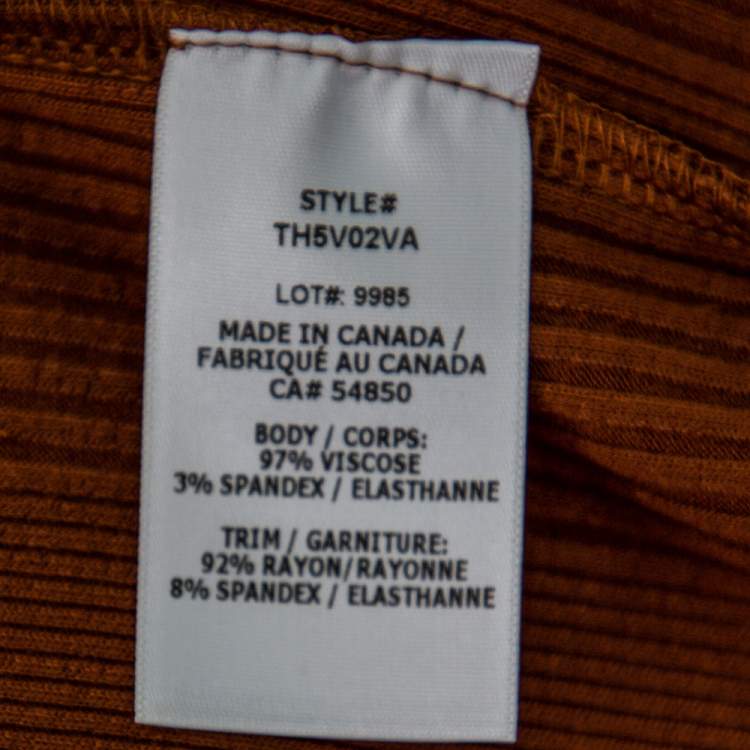 STYLE#
TH5V02VA
LOT#: 9985
MADE IN CANADA /
FABRIQUÉ AU CANADA
CA# 54850
BODY / CORPS:
97% VISCOSE
3% SPANDEX / ELASTHANNE
TRIM / GARNITURE:
92% RAYON/RAYONNE
8% SPANDEX / ELASTHANNE